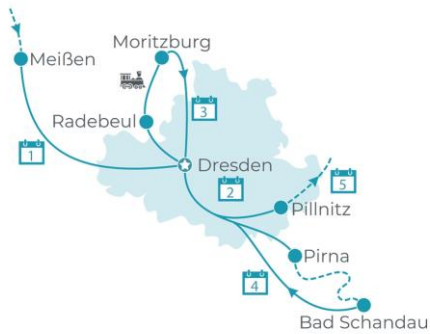 Moritzburg
Meißen
3
Radebeul
1
Dresden
2
5
Pillnitz
Pirna
4
Bad Schandau